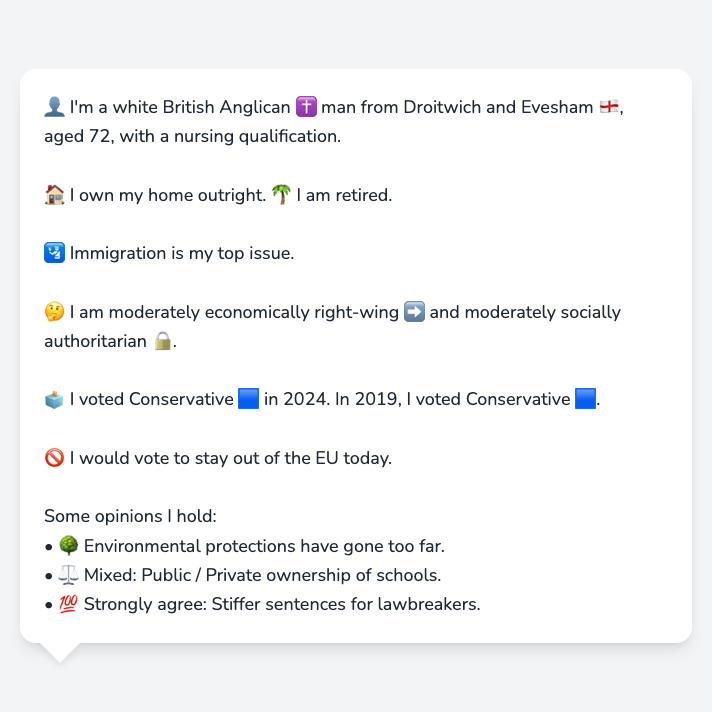 👤 I'm a white British Anglican ✝️ man from Droitwich and Evesham 🏴󠁧󠁢󠁥󠁮󠁧󠁿,
aged 72, with a nursing qualification.
🏠 I own my home outright. 🌴 I am retired.
🛂 Immigration is my top issue.
🤔 I am moderately economically right-wing ➡️ and moderately socially
authoritarian 🔒.
🗳️ I voted Conservative 🟦 in 2024. In 2019, I voted Conservative 🟦.
🚫 I would vote to stay out of the EU today.
Some opinions I hold:
• 🌳 Environmental protections have gone too far.
• ⚖️ Mixed: Public / Private ownership of schools.
• 💯 Strongly agree: Stiffer sentences for lawbreakers.